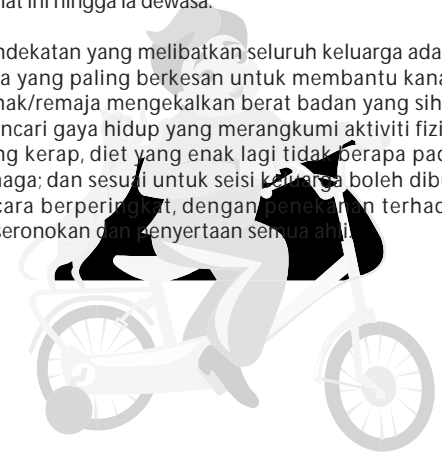 at ini hingga ia dewasa.
ndekatan yang melibatkan seluruh keluarga ada
a yang paling berkesan untuk membantu kana
nak/remaja mengekalkan berat badan yang sih
ncari gaya hidup yang merangkumi aktiviti fizi
ng kerap, diet yang enak lagi tidak berapa pad
naga; dan sesuai untuk seisi keluarga boleh dibu
cara berperingkat, dengan penekanan terhad
seronokan dan penyertaan semua ahli.